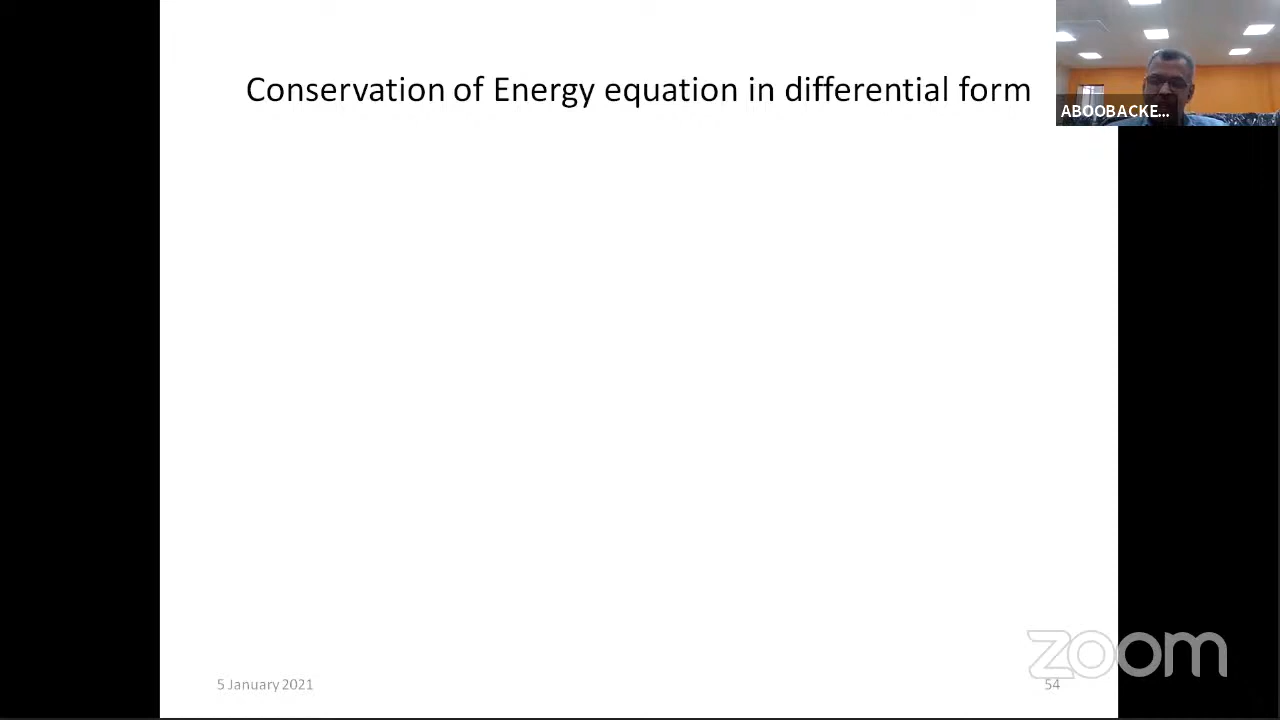 Conservation of Energy equation in differential form
ABOOBACKE...
zoom
5 January 2021
54